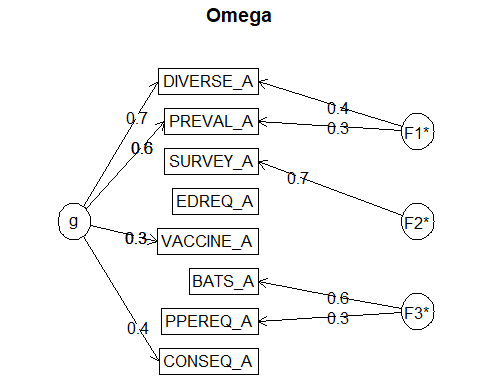 Omega
DIVERSE_A
PREVAL_A
SURVEY_A
EDREQ_A
VACCINE_A
BATS_A
PPEREQ_A
CONSEQ_A
g
0.7
0.6
0.3
0.4
F1*
F2*
F3*
0.4
0.3
0.7
0.6
0.3